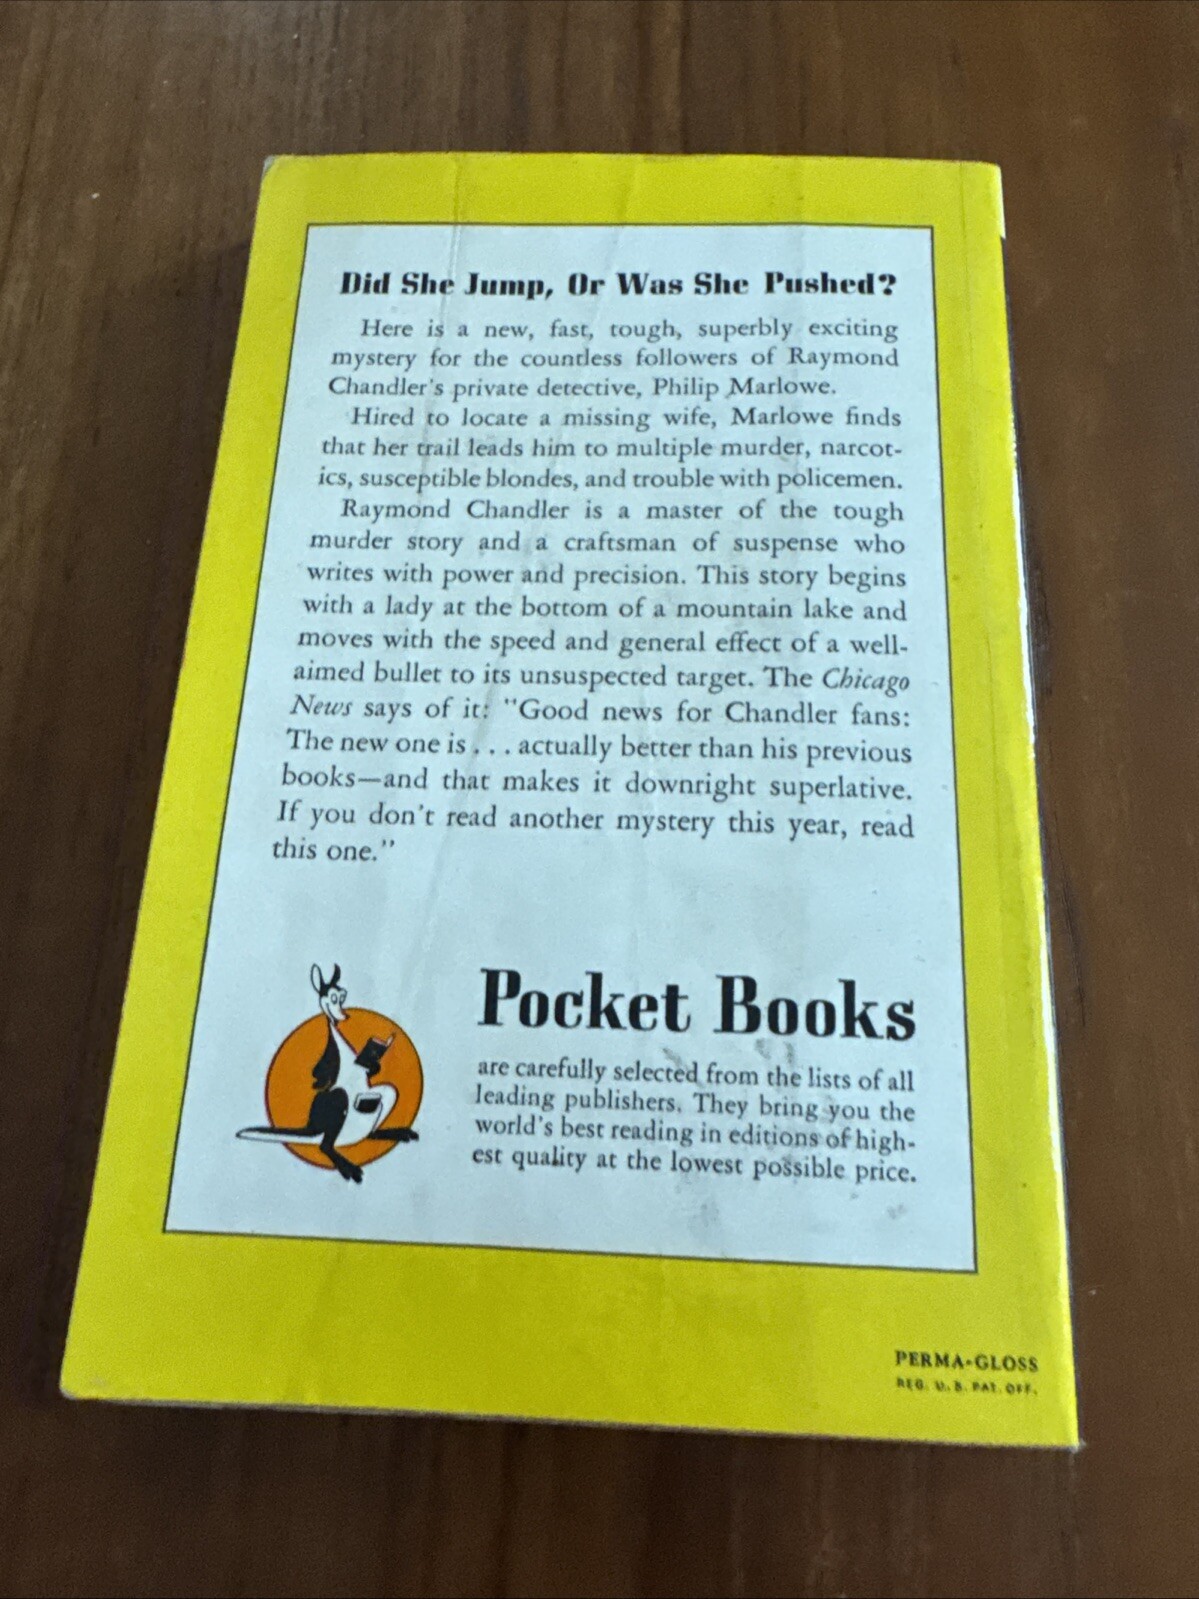 Did She Jump, Or Was She Pushed?
Here is a new, fast, tough, superbly exciting
mystery for the countless followers of Raymond
Chandler's private detective, Philip Marlowe.
Hired to locate a missing wife, Marlowe finds
that her trail leads him to multiple murder, narcot-
ics, susceptible blondes, and trouble with policemen.
Raymond Chandler is a master of the tough
murder story and a craftsman of suspense who
writes with power and precision. This story begins
with a lady at the bottom of a mountain lake and
moves with the speed and general effect of a well-
aimed bullet to its unsuspected target. The Chicago
News says of it: "Good news for Chandler fans:
The new one is . . . actually better than his previous
books—and that makes it downright superlative.
If you don't read another mystery this year, read
this one."
Pocket Books
are carefully selected from the lists of all
leading publishers. They bring you the
world's best reading in editions of high-
est quality at the lowest possible price.
PERMA-GLOSS
REG. U. S. PAT. OFF.